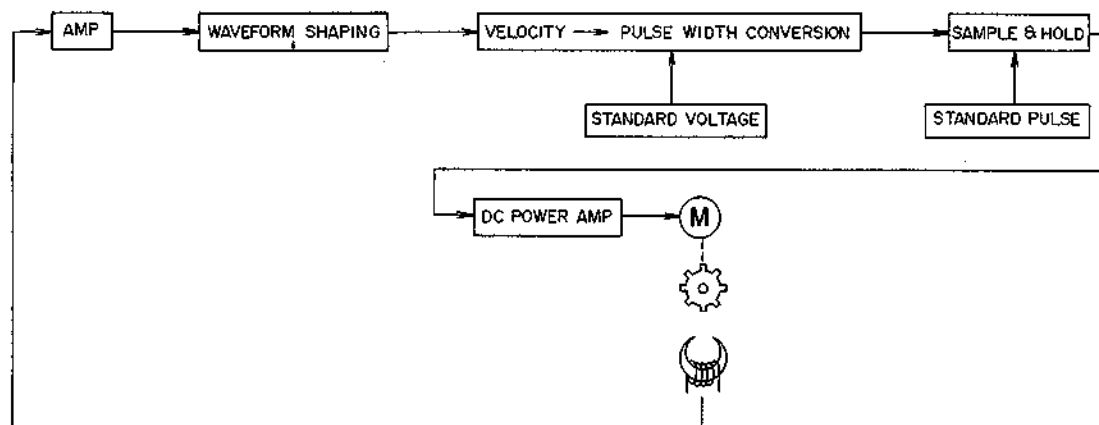 AMP
WAVEFORM SHAPING
VELOCITY → PULSE WIDTH CONVERSION
SAMPLE & HOLD
STANDARD VOLTAGE
STANDARD PULSE
DC POWER AMP
M